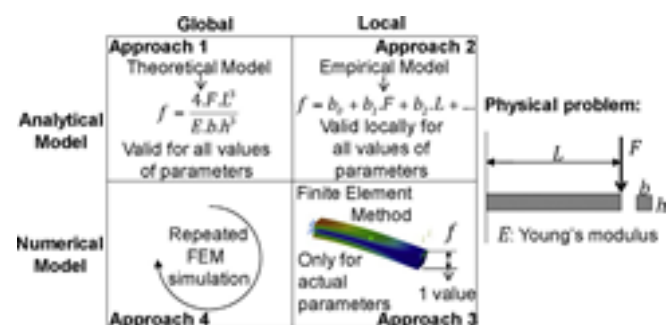 Global
Local
Approach 1
Theoretical Model
f = 4.F.L³ / E.b.h³
Valid for all values
of parameters
Approach 2
Empirical Model
f = b₀ + b₁.F + b₂.L + ...
Valid locally for
all values of
parameters
Analytical
Model
Numerical
Model
Repeated
FEM
simulation
Approach 4
Finite Element
Method
f
Only for
actual
parameters
1 value
Approach 3
Physical problem:
L
F
b
h
E: Young's modulus